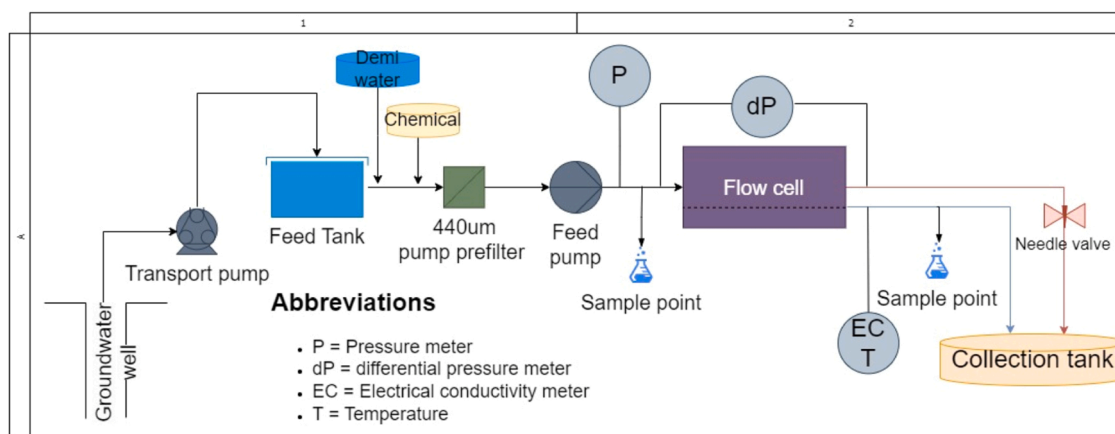 1
2
A
Demi
water
Chemical
P
dP
Flow cell
Feed Tank
440um
pump prefilter
Feed
pump
Transport pump
Needle valve
Sample point
Sample point
Groundwater
well
EC
T
Collection tank
Abbreviations
• P = Pressure meter
• dP = differential pressure meter
• EC = Electrical conductivity meter
• T = Temperature